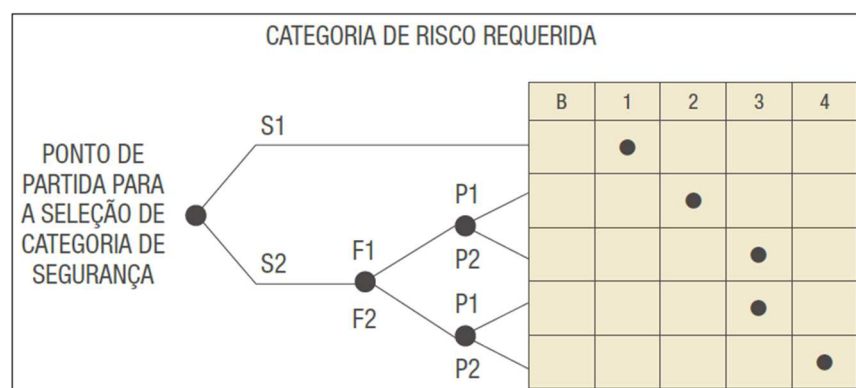 CATEGORIA DE RISCO REQUERIDA
B 1 2 3 4
S1
PONTO DE
PARTIDA PARA
A SELEÇÃO DE
CATEGORIA DE
SEGURANÇA
P1
F1
P2
S2
F2
P1
P2